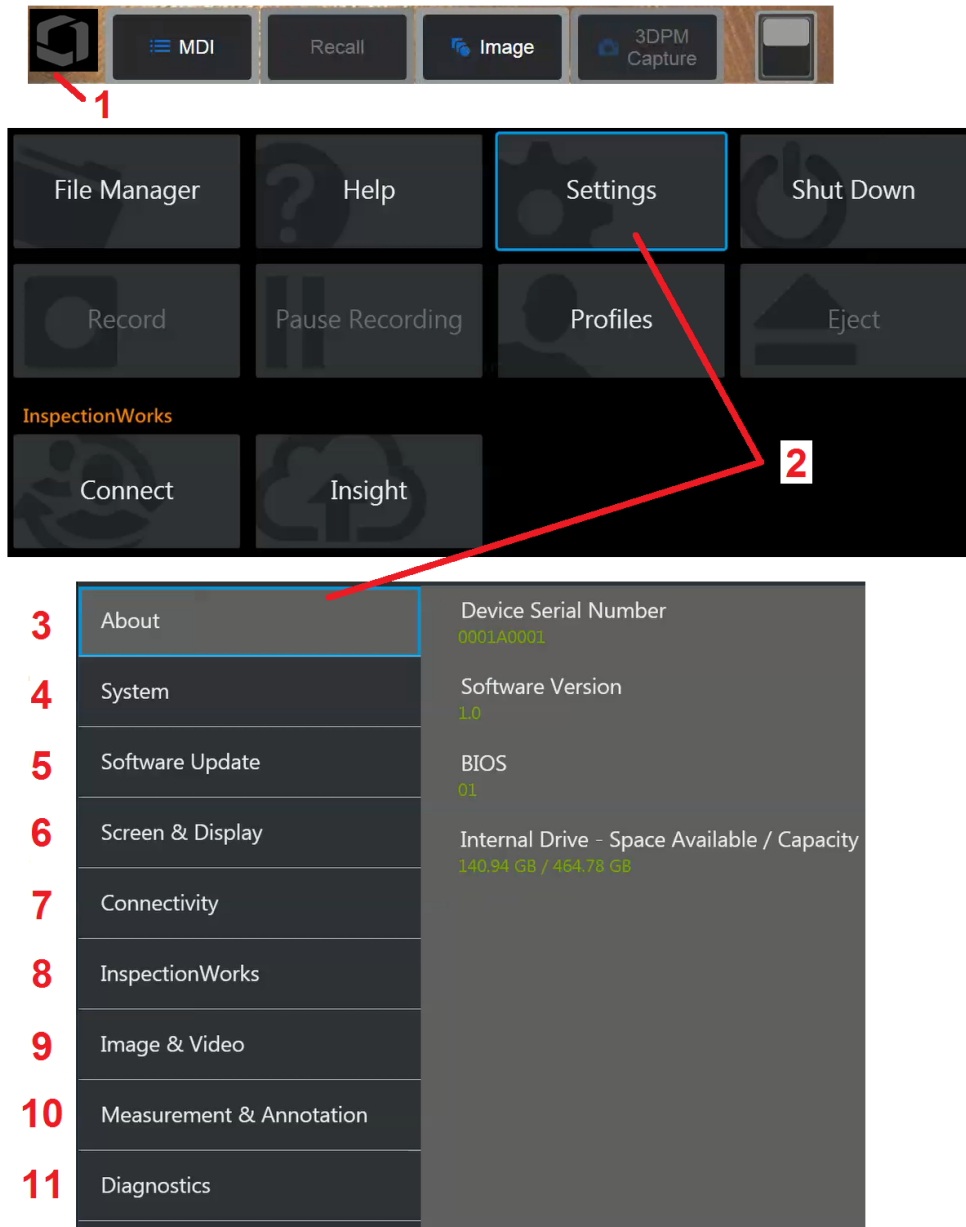 MDI
Recall
Image
3DPM
Capture
1
File Manager
Help
Settings
Shut Down
Record
Pause Recording
Profiles
Eject
InspectionWorks
2
Connect
Insight
3
About
Device Serial Number
0001A0001
4
System
Software Version
1.0
5
Software Update
BIOS
01
6
Screen & Display
Internal Drive - Space Available / Capacity
140.94 GB / 464.78 GB
7
Connectivity
8
InspectionWorks
9
Image & Video
10
Measurement & Annotation
11
Diagnostics